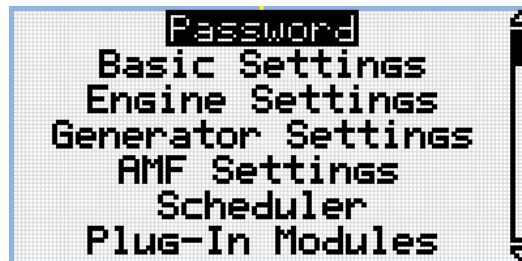 Password
Basic Settings
Engine Settings
Generator Settings
AMF Settings
Scheduler
Plug-In Modules